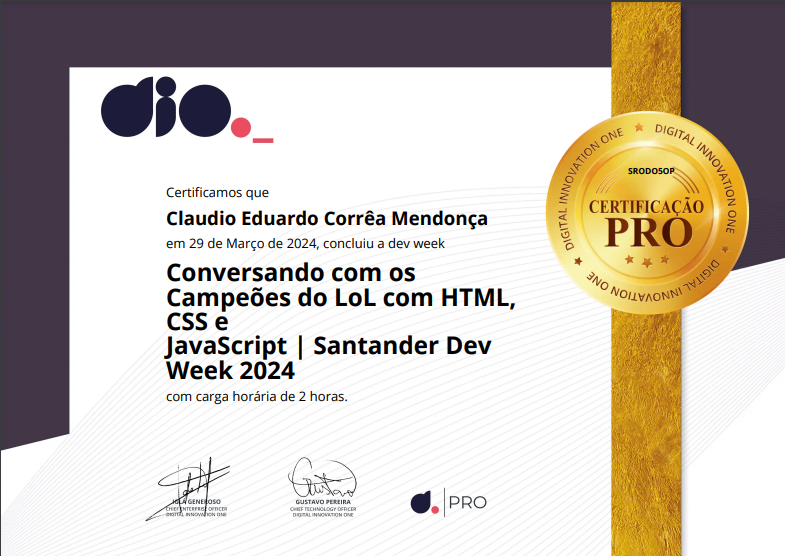 dio._
Certificamos que
Claudio Eduardo Corrêa Mendonça
em 29 de Março de 2024, concluiu a dev week
Conversando com os
Campeões do LoL com HTML,
CSS e
JavaScript | Santander Dev
Week 2024
com carga horária de 2 horas.
DIGITAL INNOVATION ONE ★ DIGITAL INNOVATION ONE ★ DIGITAL INNOVATION ONE ★
SRODO5OP
CERTIFICAÇÃO
PRO
IGLÁ GENEROSO
CHIEF ENTERPRISE OFFICER
DIGITAL INNOVATION ONE
GUSTAVO PEREIRA
CHIEF TECHNOLOGY OFFICER
DIGITAL INNOVATION ONE
d. | PRO